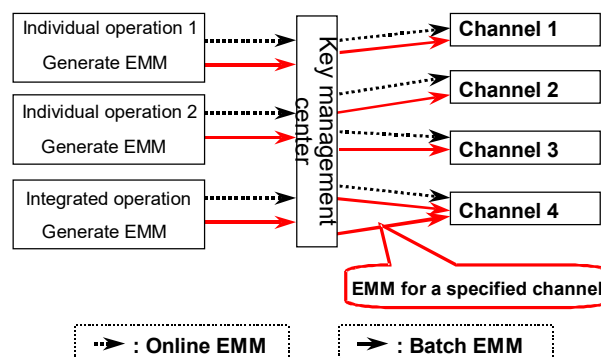 Individual operation 1
Generate EMM
Individual operation 2
Generate EMM
Integrated operation
Generate EMM
Key management
center
Channel 1
Channel 2
Channel 3
Channel 4
EMM for a specified channel
: Online EMM
: Batch EMM